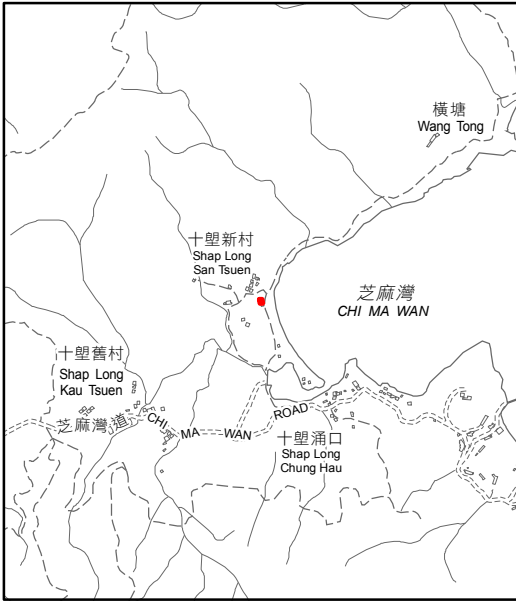 橫塘
Wang Tong
十塱新村
Shap Long
San Tsuen
芝麻灣
CHI MA WAN
十塱舊村
Shap Long
Kau Tsuen
芝麻灣道
CHI MA WAN ROAD
十塱涌口
Shap Long
Chung Hau